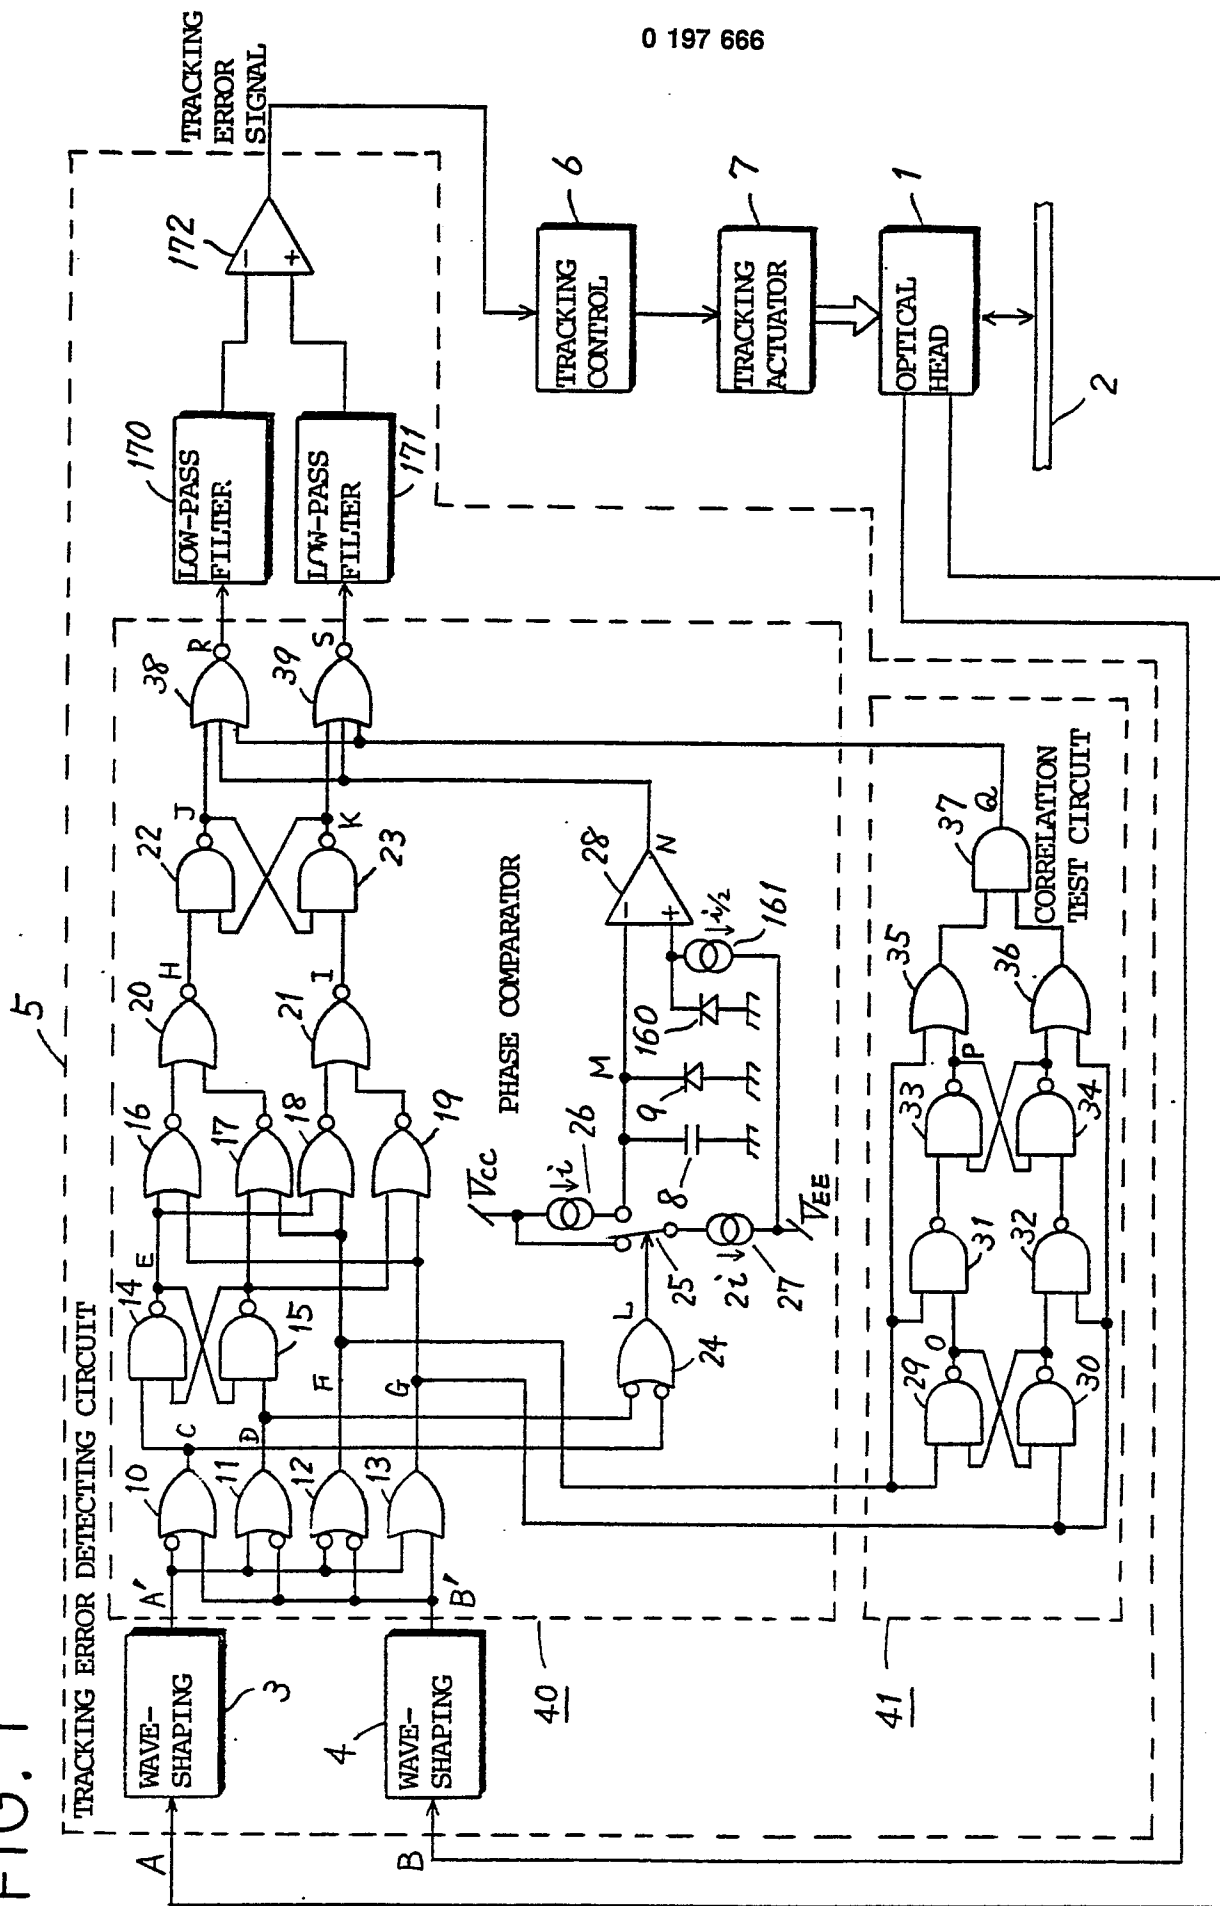 0 197 666
FIG. 1
5
TRACKING ERROR DETECTING CIRCUIT
TRACKING
ERROR
SIGNAL
A
B
WAVE-
SHAPING
3
WAVE-
SHAPING
4
A'
B'
10
11
12
13
C
D
F
G
14
15
E
16
17
18
19
20
21
H
I
22
23
J
K
38
39
R
S
LOW-PASS
FILTER
170
LOW-PASS
FILTER
171
172
−
+
PHASE COMPARATOR
24
L
25
26
i
Vcc
27
2i
VEE
8
9
M
160
161
i/2
28
−
+
N
40
CORRELATION
TEST CIRCUIT
29
30
O
31
32
33
34
P
35
36
37
Q
41
TRACKING
CONTROL
6
TRACKING
ACTUATOR
7
OPTICAL
HEAD
1
2